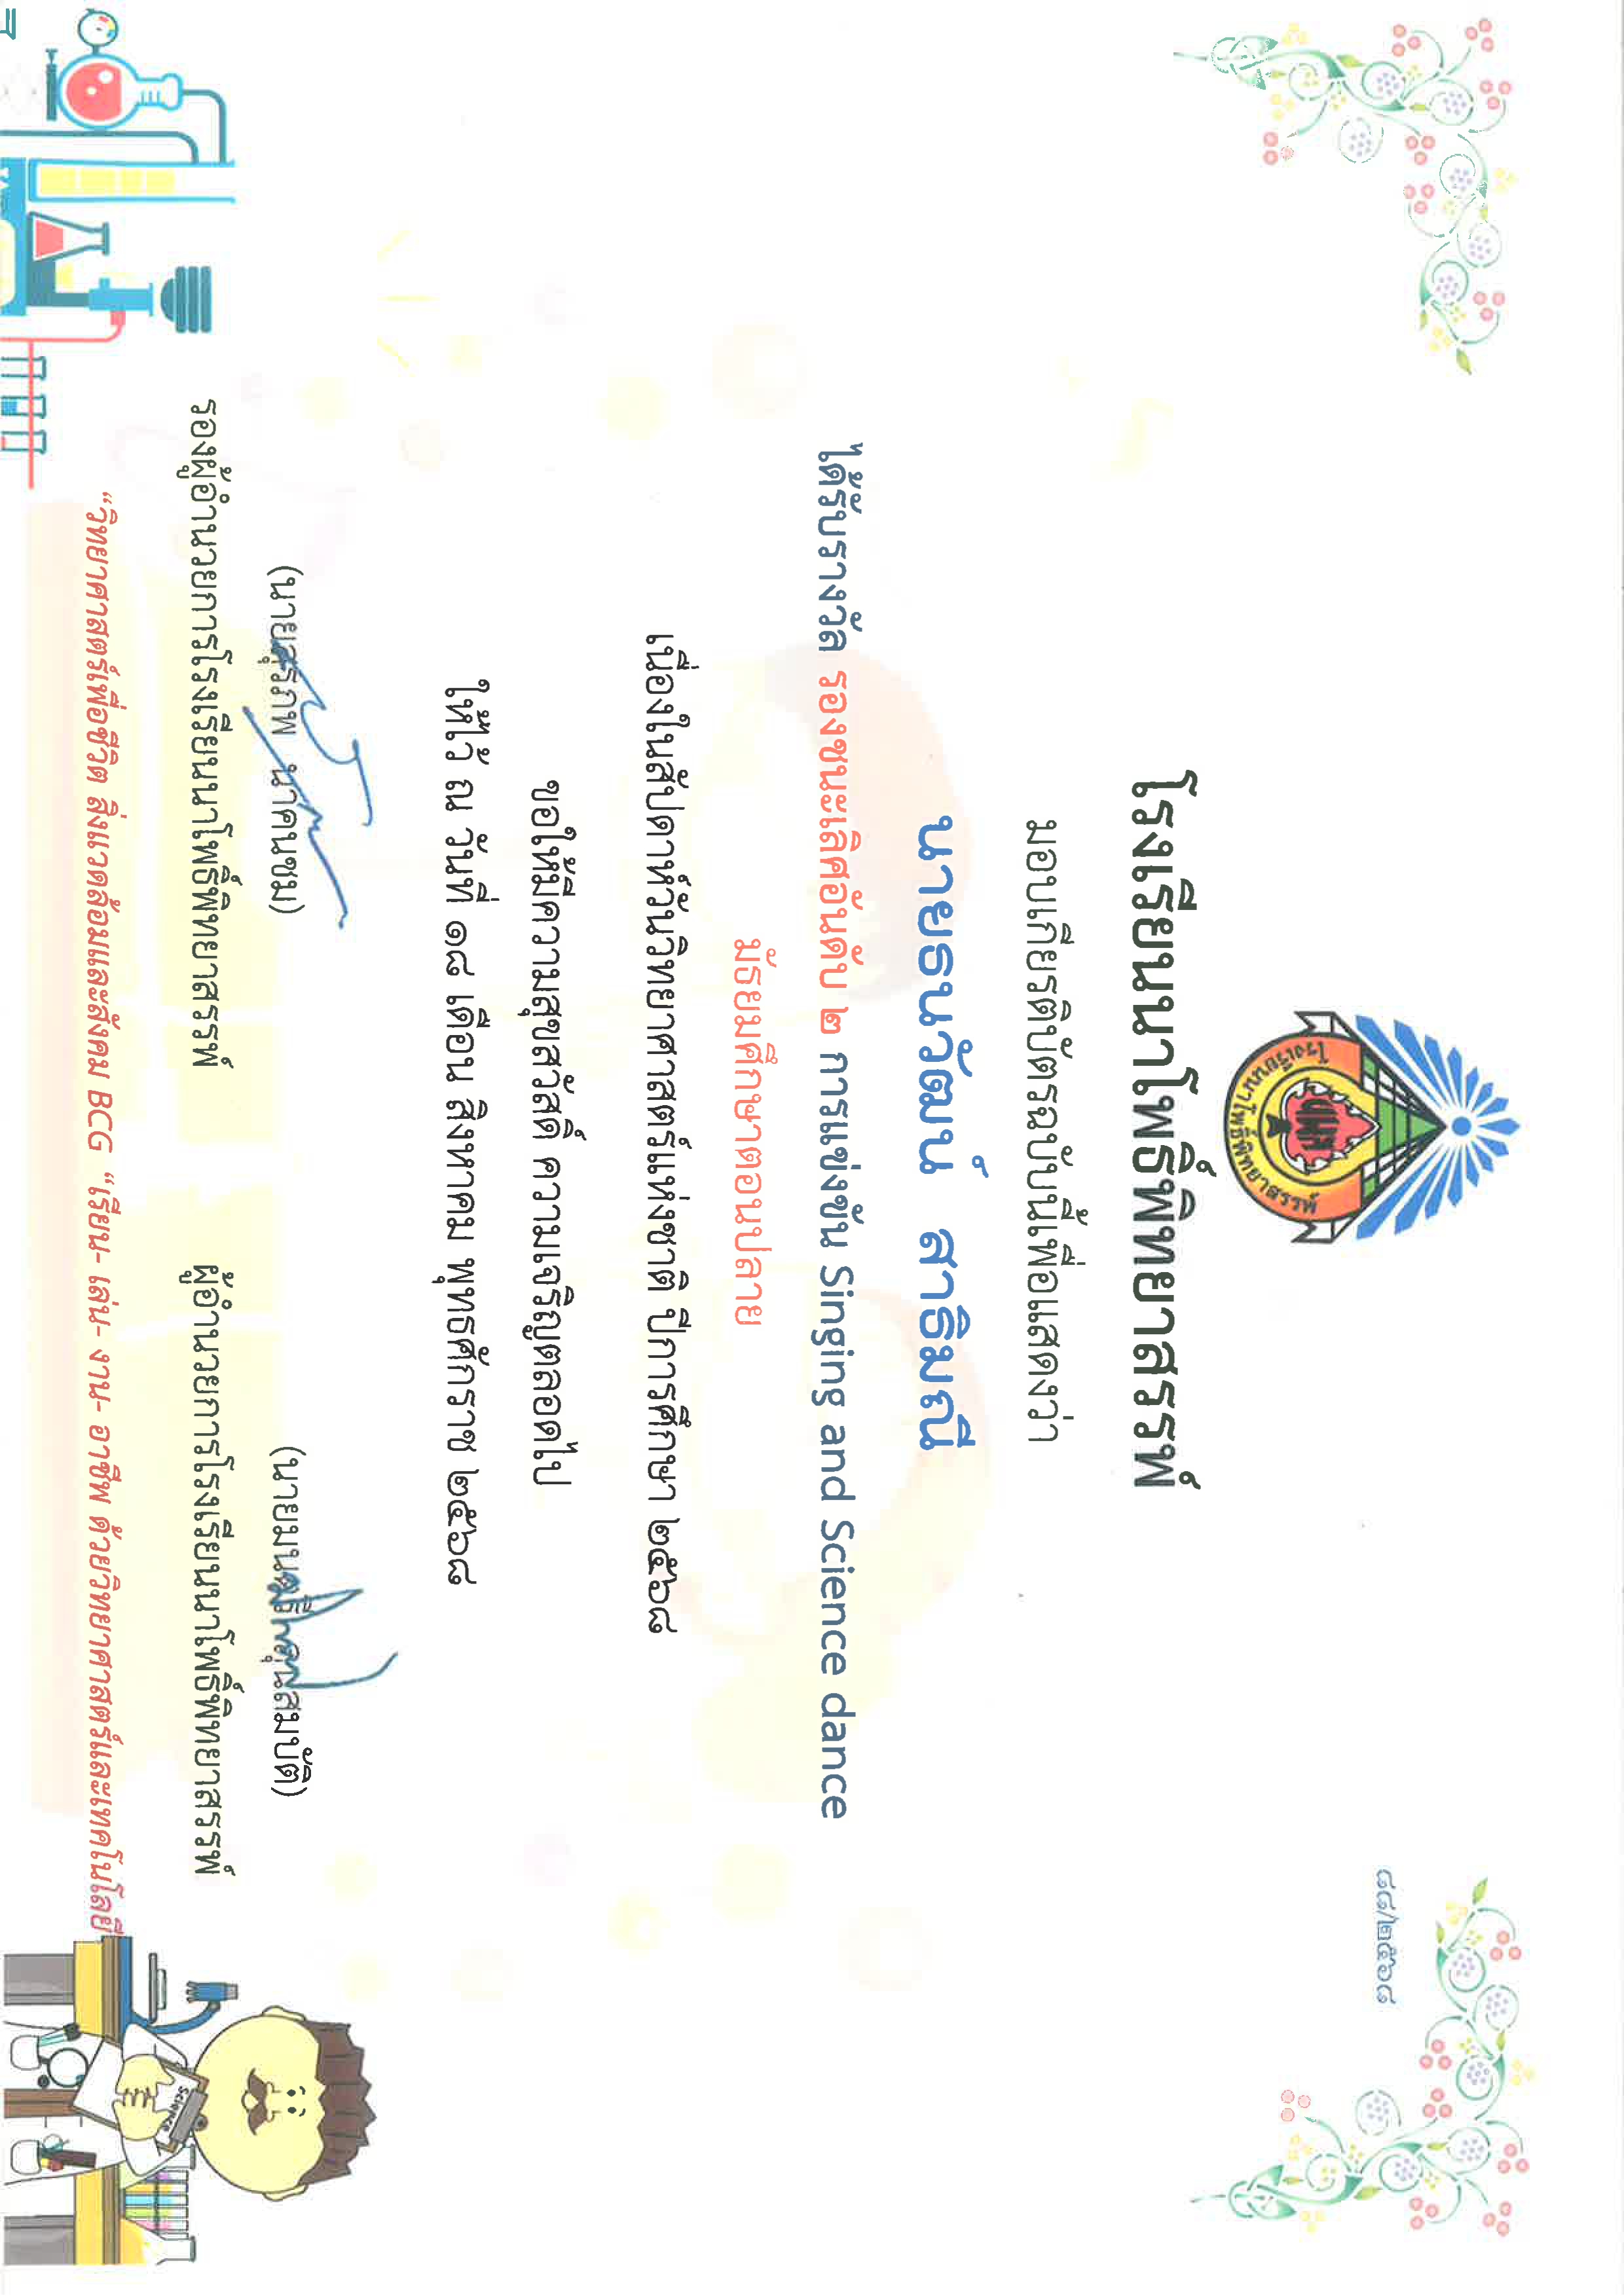 ๘๘/๒๕๖๘
โรงเรียนนาโพธิ์พิทยาสรรพ์
โรงเรียนนาโพธิ์พิทยาสรรพ์
มอบเกียรติบัตรฉบับนี้เพื่อแสดงว่า
นายธนวัฒน์ สาธิมณี
ได้รับรางวัล รองชนะเลิศอันดับ ๒ การแข่งขัน Singing and Science dance
มัธยมศึกษาตอนปลาย
เนื่องในสัปดาห์วันวิทยาศาสตร์แห่งชาติ ปีการศึกษา ๒๕๖๘
ขอให้มีความสุขสวัสดิ์ ความเจริญตลอดไป
ให้ไว้ ณ วันที่ ๑๘ เดือน สิงหาคม พุทธศักราช ๒๕๖๘
(นายสุรภพ นาคนชม) (นายมน สมบัติ)
รองผู้อำนวยการโรงเรียนนาโพธิ์พิทยาสรรพ์ ผู้อำนวยการโรงเรียนนาโพธิ์พิทยาสรรพ์
"วิทยาศาสตร์เพื่อชีวิต สิ่งแวดล้อมและสังคม BCG "เรียน- เล่น- งาน- อาชีพ ด้วยวิทยาศาสตร์และเทคโนโลยี
Science